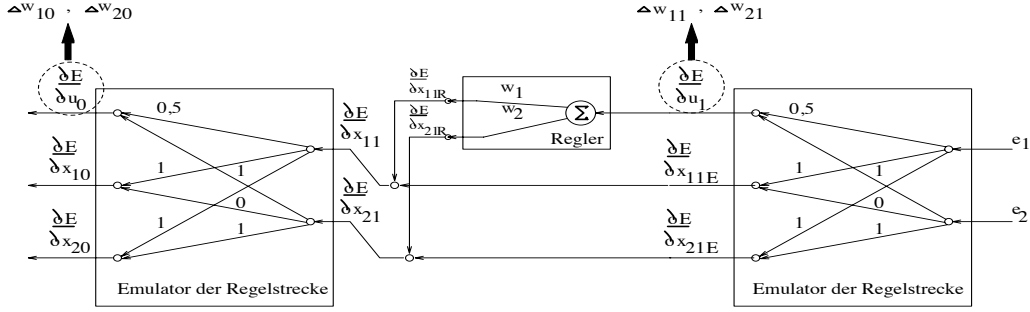 Δw10 , Δw20
Δw11 , Δw21
∂E
∂u0
∂E
∂x11R
w1
Σ
∂E
∂u1
0,5
∂E
∂x11
∂E
∂x21R
w2
Regler
0,5
∂E
∂x10
1
1
∂E
∂x11E
1
1
e1
∂E
∂x20
1
0
1
∂E
∂x21
∂E
∂x21E
1
0
1
e2
Emulator der Regelstrecke
Emulator der Regelstrecke